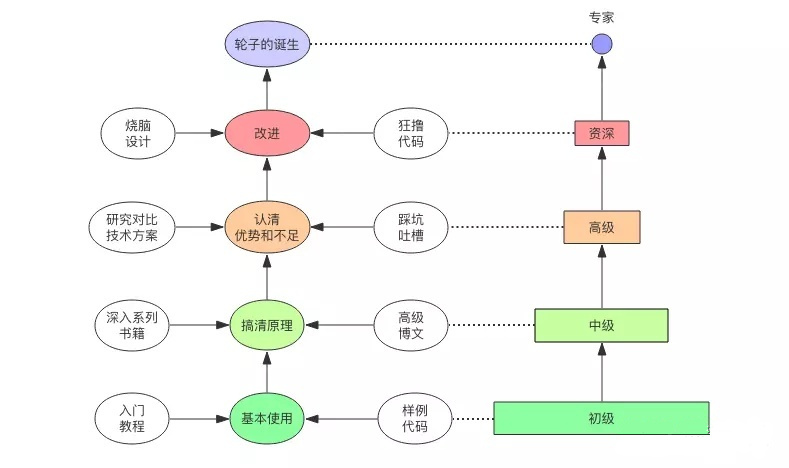 专家
轮子的诞生
烧脑
设计
改进
狂撸
代码
资深
研究对比
技术方案
认清
优势和不足
踩坑
吐槽
高级
深入系列
书籍
搞清原理
高级
博文
中级
入门
教程
基本使用
样例
代码
初级